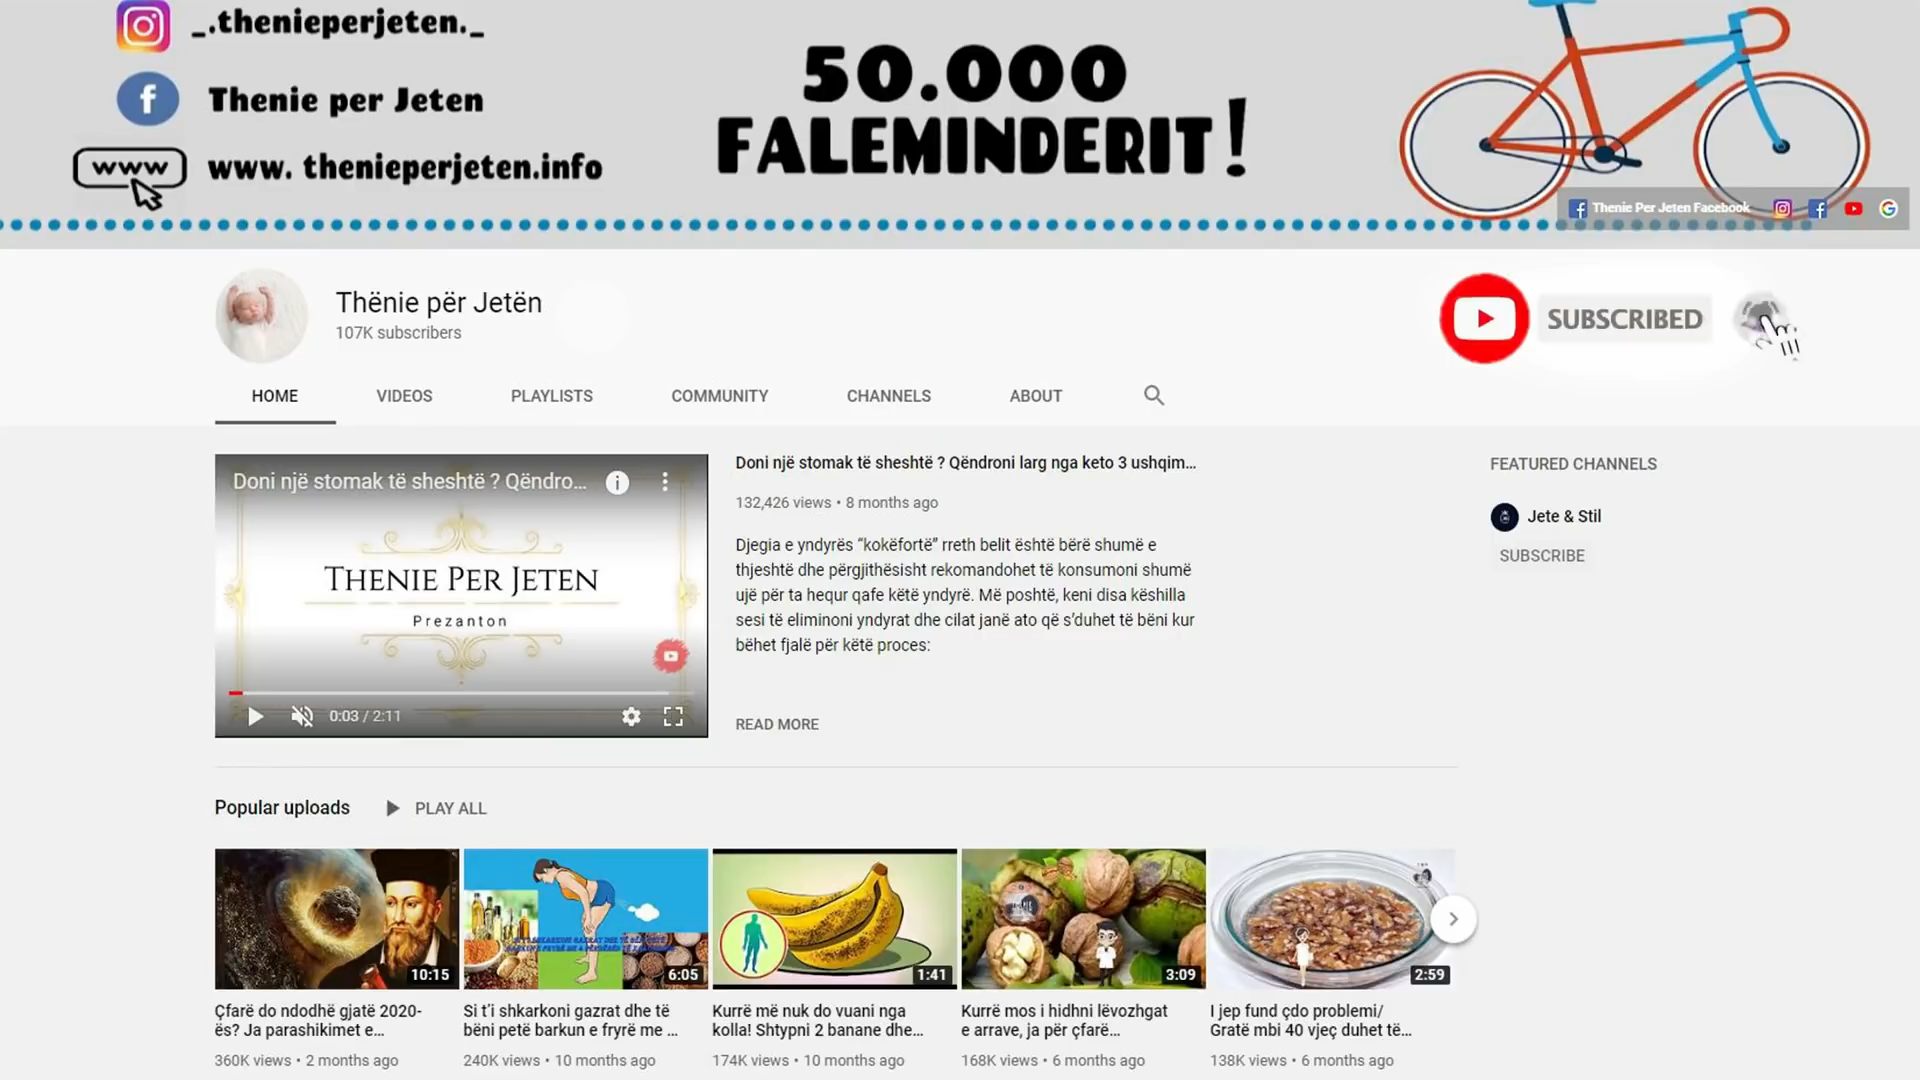 _.thenieperjeten._
Thenie per Jeten
www
www. thenieperjeten.info
50.000
FALEMINDERIT!
Thenie Per Jeten Facebook
Thënie për Jetën
107K subscribers
SUBSCRIBED
HOME
VIDEOS
PLAYLISTS
COMMUNITY
CHANNELS
ABOUT
Doni një stomak të sheshtë ? Qëndro...
THENIE PER JETEN
Prezanton
0:03 / 2:11
Doni një stomak të sheshtë ? Qëndroni larg nga keto 3 ushqim...
132,426 views • 8 months ago
Djegia e yndyrës “kokëfortë” rreth belit është bërë shumë e
thjeshtë dhe përgjithësisht rekomandohet të konsumoni shumë
ujë për ta hequr qafe këtë yndyrë. Më poshtë, keni disa këshilla
sesi të eliminoni yndyrat dhe cilat janë ato që s’duhet të bëni kur
bëhet fjalë për këtë proces:
READ MORE
FEATURED CHANNELS
Jete & Stil
SUBSCRIBE
Popular uploads
PLAY ALL
10:15
Çfarë do ndodhë gjatë 2020-
ës? Ja parashikimet e...
360K views • 2 months ago
6:05
Si t’i shkarkoni gazrat dhe të
bëni petë barkun e fryrë me ...
240K views • 10 months ago
1:41
Kurrë më nuk do vuani nga
kolla! Shtypni 2 banane dhe...
174K views • 10 months ago
3:09
Kurrë mos i hidhni lëvozhgat
e arrave, ja për çfarë...
168K views • 6 months ago
2:59
I jep fund çdo problemi/
Gratë mbi 40 vjeç duhet të...
138K views • 6 months ago